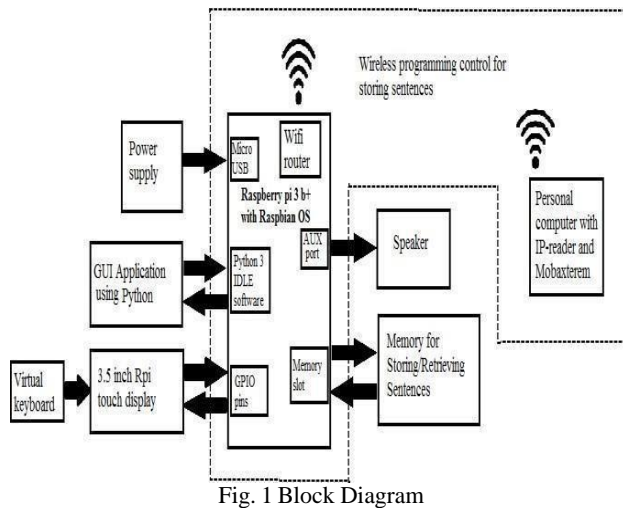 Wireless programming control for
storing sentences
Power
supply
Micro
USB
Wifi
router
Raspberry pi 3 b+
with Raspbian OS
Personal
computer with
IP-reader and
Mobaxterem
AUX
port
Speaker
GUI Application
using Python
Python 3
IDLE
software
Virtual
keyboard
3.5 inch Rpi
touch display
GPIO
pins
Memory
slot
Memory for
Storing/Retrieving
Sentences
Fig. 1 Block Diagram